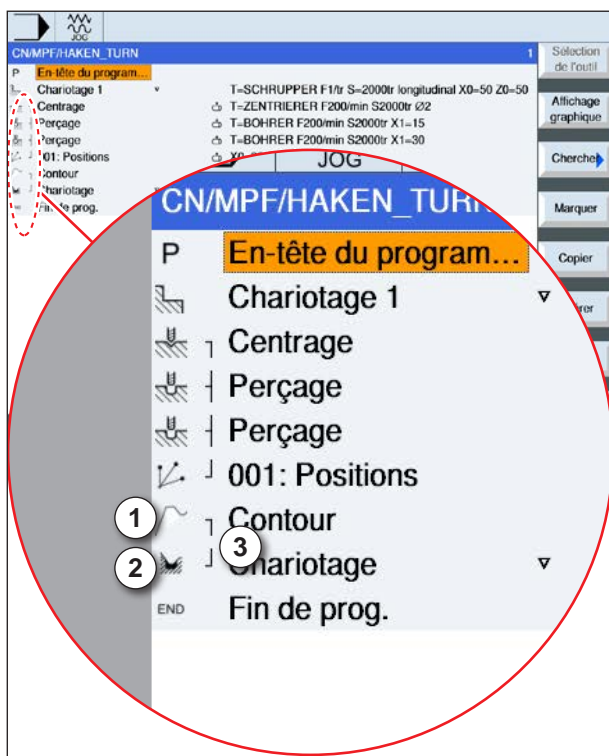 JOG
CN/MPF/HAKEN_TURN 1
P En-tête du program...
Chariotage 1 T=SCHRUPPER F1/tr S=2000tr longitudinal X0=50 Z0=50
Centrage T=ZENTRIERER F200/min S2000tr Ø2
Perçage T=BOHRER F200/min S2000tr X1=15
Perçage T=BOHRER F200/min S2000tr X1=30
001: Positions
Contour
Chariotage
Fin de prog.
Sélection
de l'outil
Affichage
graphique
Marquer
Copier
JOG
CN/MPF/HAKEN_TURN
P En-tête du program...
Chariotage 1
Centrage
Perçage
Perçage
001: Positions
1 Contour
3
2 Chariotage
END Fin de prog.